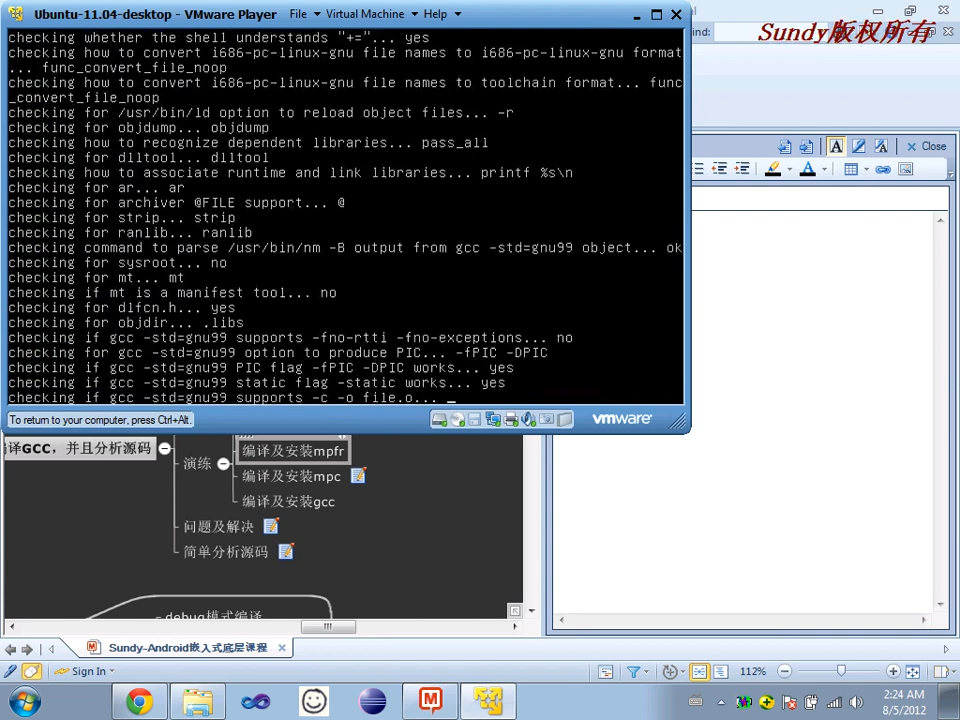 Ubuntu-11.04-desktop - VMware Player File Virtual Machine Help
Sundy版权所有
checking whether the shell understands "+="... yes
checking how to convert i686-pc-linux-gnu file names to i686-pc-linux-gnu format
... func_convert_file_noop
checking how to convert i686-pc-linux-gnu file names to toolchain format... func
_convert_file_noop
checking for /usr/bin/ld option to reload object files... -r
checking for objdump... objdump
checking how to recognize dependent libraries... pass_all
checking for dlltool... dlltool
checking how to associate runtime and link libraries... printf %s\n
checking for ar... ar
checking for archiver @FILE support... @
checking for strip... strip
checking for ranlib... ranlib
checking command to parse /usr/bin/nm -B output from gcc -std=gnu99 object... ok
checking for sysroot... no
checking for mt... mt
checking if mt is a manifest tool... no
checking for dlfcn.h... yes
checking for objdir... .libs
checking if gcc -std=gnu99 supports -fno-rtti -fno-exceptions... no
checking for gcc -std=gnu99 option to produce PIC... -fPIC -DPIC
checking if gcc -std=gnu99 PIC flag -fPIC -DPIC works... yes
checking if gcc -std=gnu99 static flag -static works... yes
checking if gcc -std=gnu99 supports -c -o file.o... _
To return to your computer, press Ctrl+Alt.
vmware
ind:
A A A Close
译GCC，并且分析源码
演练
编译及安装mpfr
编译及安装mpc
编译及安装gcc
问题及解决
简单分析源码
debug模式编译
Sundy-Android嵌入式底层课程
Sign In
112%
2:24 AM
8/5/2012